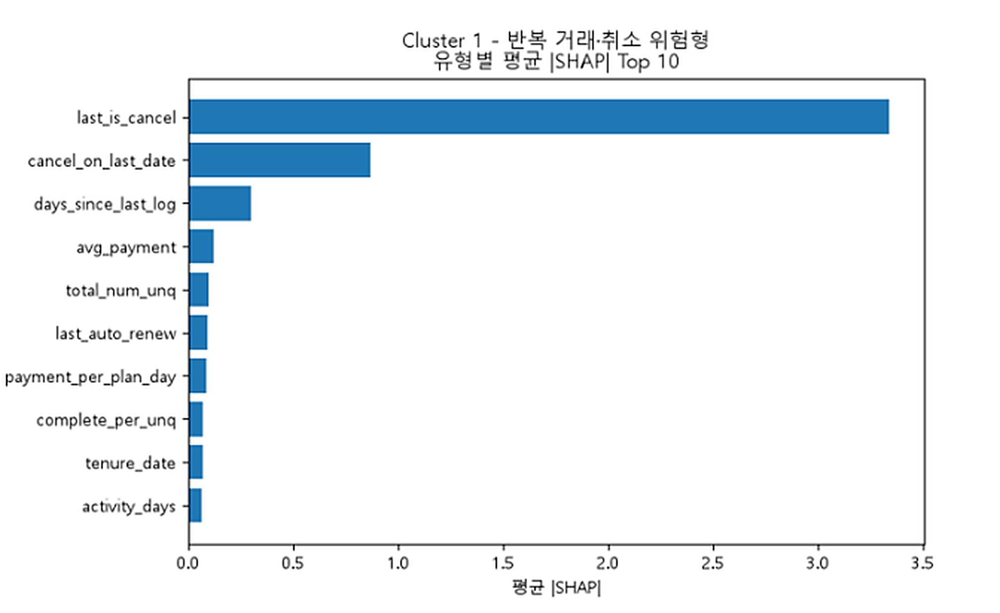 Cluster 1 - 반복 거래·취소 위험형
유형별 평균 |SHAP| Top 10
last_is_cancel
cancel_on_last_date
days_since_last_log
avg_payment
total_num_unq
last_auto_renew
payment_per_plan_day
complete_per_unq
tenure_date
activity_days
0.0 0.5 1.0 1.5 2.0 2.5 3.0 3.5
평균 |SHAP|